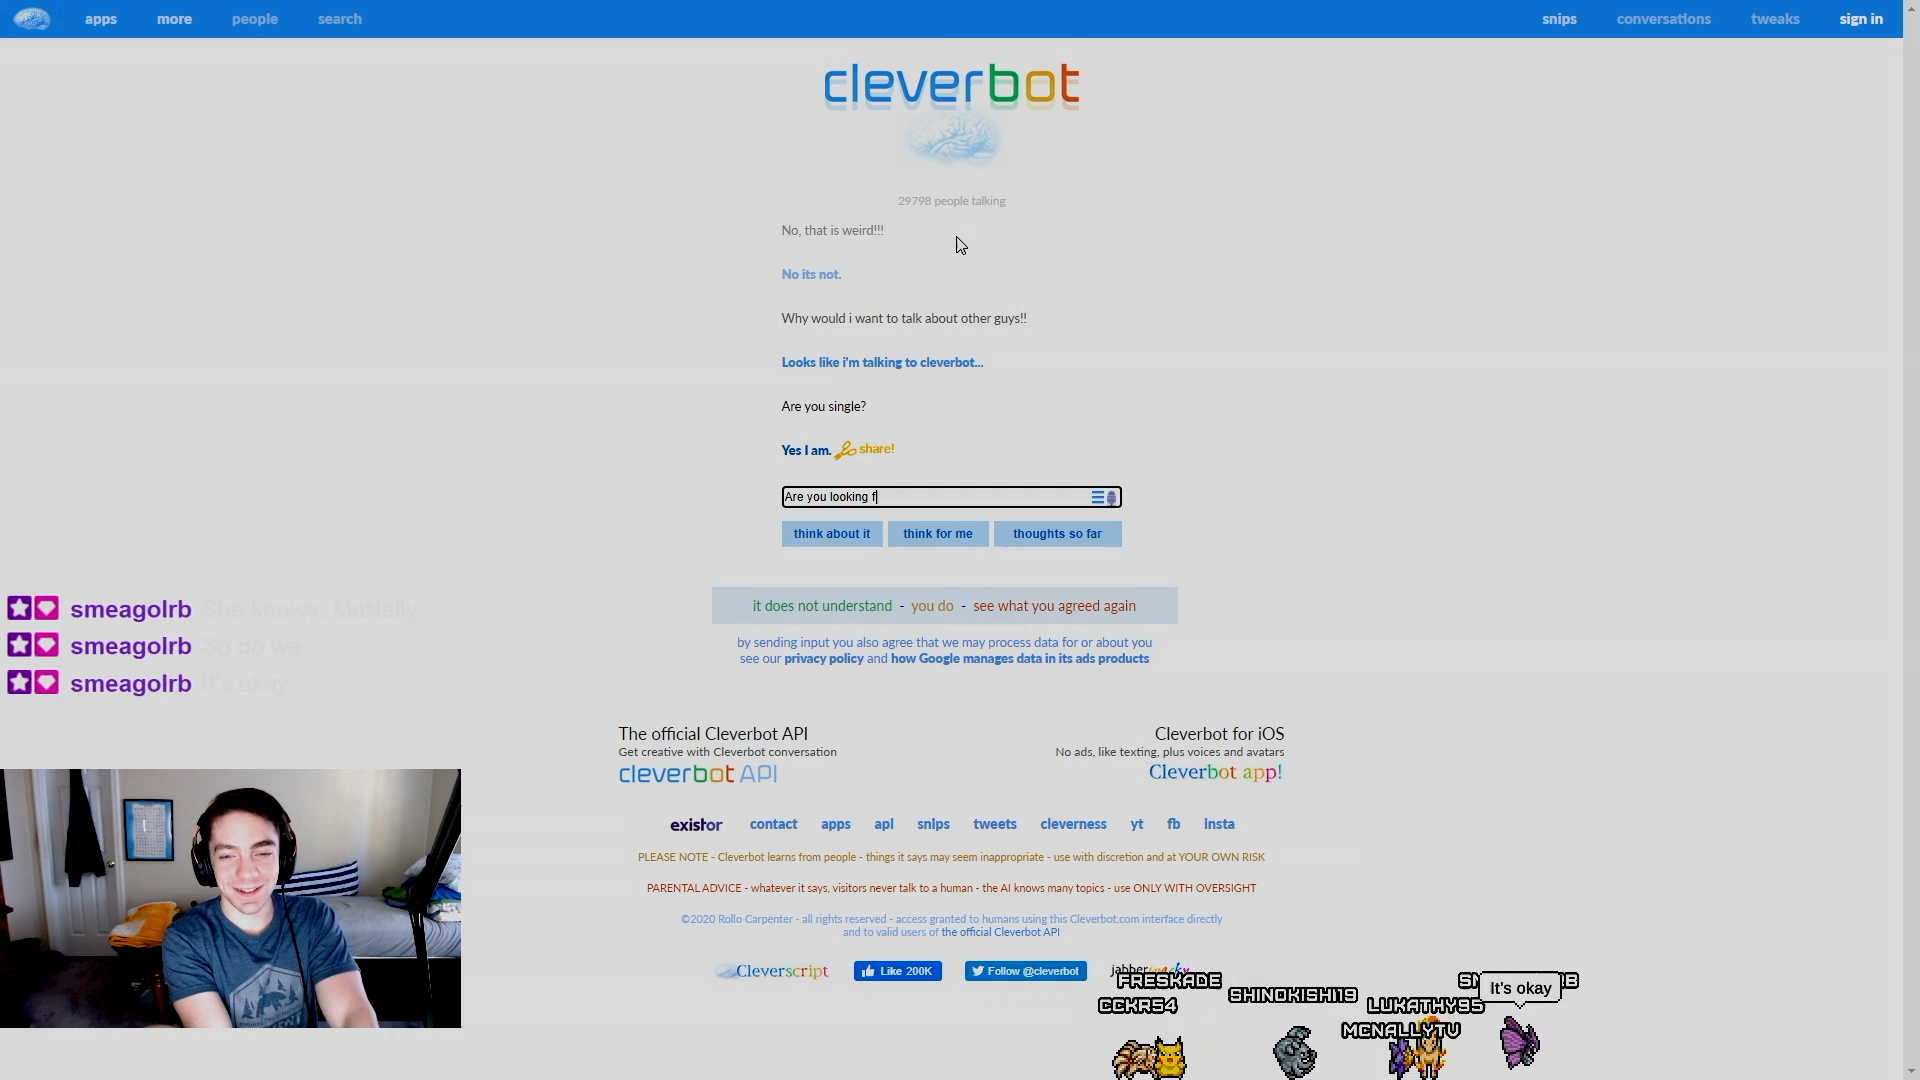 apps more people search snips conversations tweaks sign in
cleverbot
29798 people talking
No, that is weird!!!
No its not.
Why would i want to talk about other guys!!
Looks like i'm talking to cleverbot...
Are you single?
Yes I am. share!
Are you looking f
think about it think for me thoughts so far
it does not understand - you do - see what you agreed again
by sending input you also agree that we may process data for or about you
see our privacy policy and how Google manages data in its ads products
smeagolrb She knows, McNally
smeagolrb So do we
smeagolrb It's okay
The official Cleverbot API
Get creative with Cleverbot conversation
cleverbot API
Cleverbot for iOS
No ads, like texting, plus voices and avatars
Cleverbot app!
existor contact apps api snips tweets cleverness yt fb insta
PLEASE NOTE - Cleverbot learns from people - things it says may seem inappropriate - use with discretion and at YOUR OWN RISK
PARENTAL ADVICE - whatever it says, visitors never talk to a human - the AI knows many topics - use ONLY WITH OVERSIGHT
©2020 Rollo Carpenter - all rights reserved - access granted to humans using this Cleverbot.com interface directly
and to valid users of the official Cleverbot API
Cleverscript Like 200K Follow @cleverbot jabberwacky
FRESKADE
CCKR54
SHINOKISHI19
LUKATHY95
MCNALLYTV
It's okay